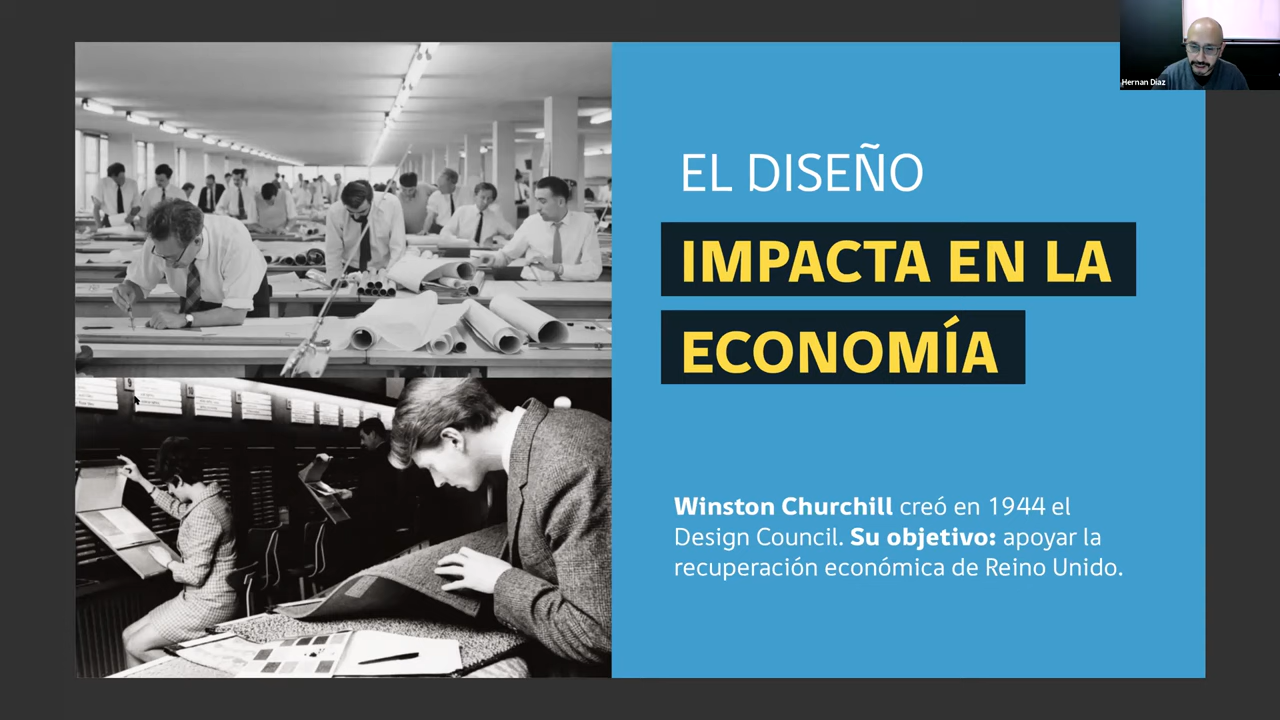 Hernan Diaz
EL DISEÑO
IMPACTA EN LA
ECONOMÍA
Winston Churchill creó en 1944 el
Design Council. Su objetivo: apoyar la
recuperación económica de Reino Unido.